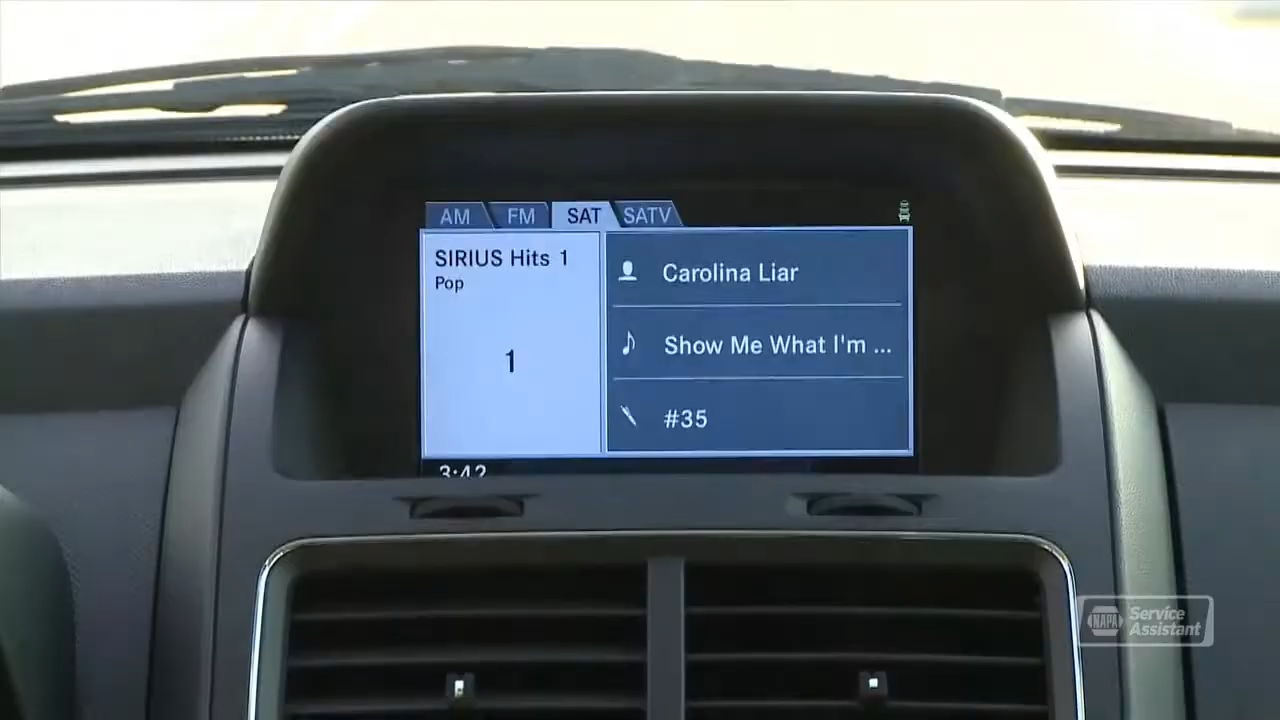 AM FM SAT SATV
SIRIUS Hits 1
Pop
1
Carolina Liar
Show Me What I'm ...
#35
3:42
NAPA Service
Assistant